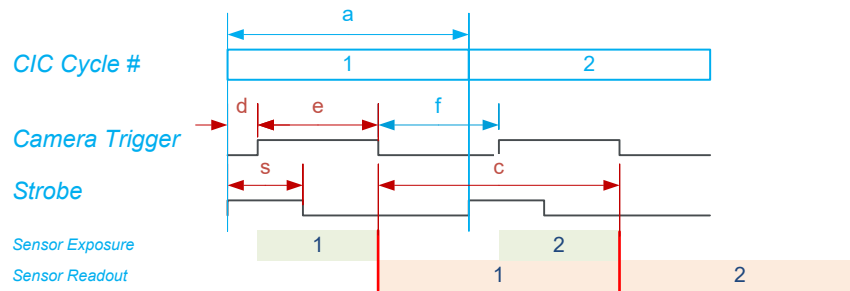 a
CIC Cycle # 1 2
d e f
Camera Trigger
s c
Strobe
Sensor Exposure 1 2
Sensor Readout 1 2